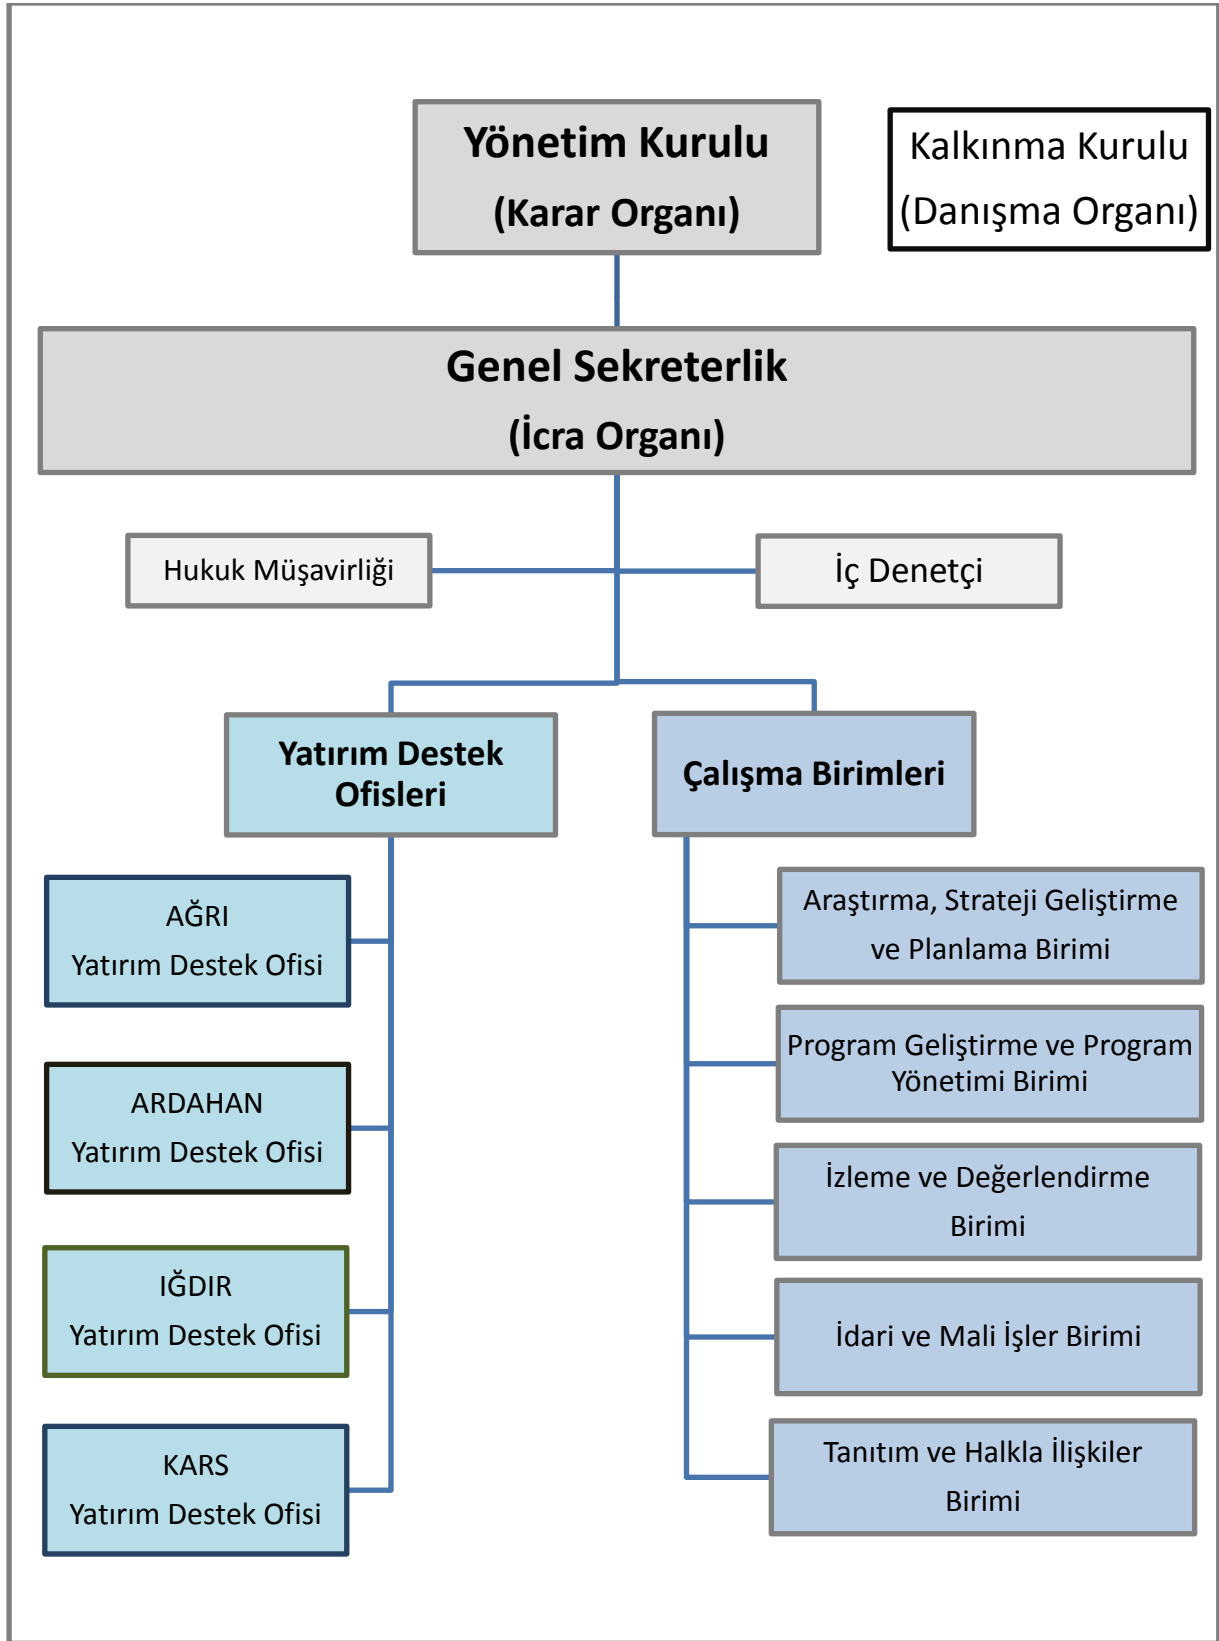 Yönetim Kurulu
(Karar Organı)
Kalkınma Kurulu
(Danışma Organı)
Genel Sekreterlik
(İcra Organı)
Hukuk Müşavirliği
İç Denetçi
Yatırım Destek
Ofisleri
Çalışma Birimleri
AĞRI
Yatırım Destek Ofisi
ARDAHAN
Yatırım Destek Ofisi
IĞDIR
Yatırım Destek Ofisi
KARS
Yatırım Destek Ofisi
Araştırma, Strateji Geliştirme
ve Planlama Birimi
Program Geliştirme ve Program
Yönetimi Birimi
İzleme ve Değerlendirme
Birimi
İdari ve Mali İşler Birimi
Tanıtım ve Halkla İlişkiler
Birimi